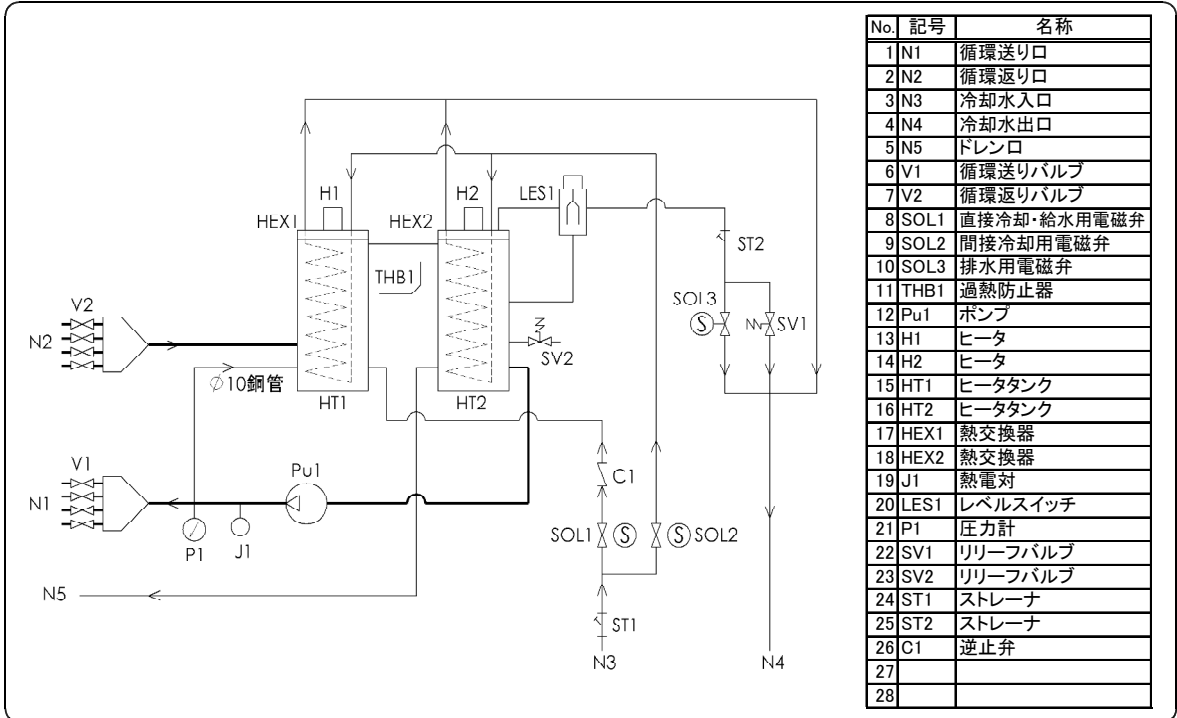 H1
H2
LES1
HEX1
HEX2
ST2
THB1
SOL3
S
SV1
V2
N2
SV2
∅10銅管
HT1
HT2
V1
N1
Pu1
C1
P1
J1
SOL1
S
S
SOL2
N5
ST1
N3
N4
No. 記号 名称
1 N1 循環送り口
2 N2 循環返り口
3 N3 冷却水入口
4 N4 冷却水出口
5 N5 ドレン口
6 V1 循環送りバルブ
7 V2 循環返りバルブ
8 SOL1 直接冷却・給水用電磁弁
9 SOL2 間接冷却用電磁弁
10 SOL3 排水用電磁弁
11 THB1 過熱防止器
12 Pu1 ポンプ
13 H1 ヒータ
14 H2 ヒータ
15 HT1 ヒータタンク
16 HT2 ヒータタンク
17 HEX1 熱交換器
18 HEX2 熱交換器
19 J1 熱電対
20 LES1 レベルスイッチ
21 P1 圧力計
22 SV1 リリーフバルブ
23 SV2 リリーフバルブ
24 ST1 ストレーナ
25 ST2 ストレーナ
26 C1 逆止弁
27
28